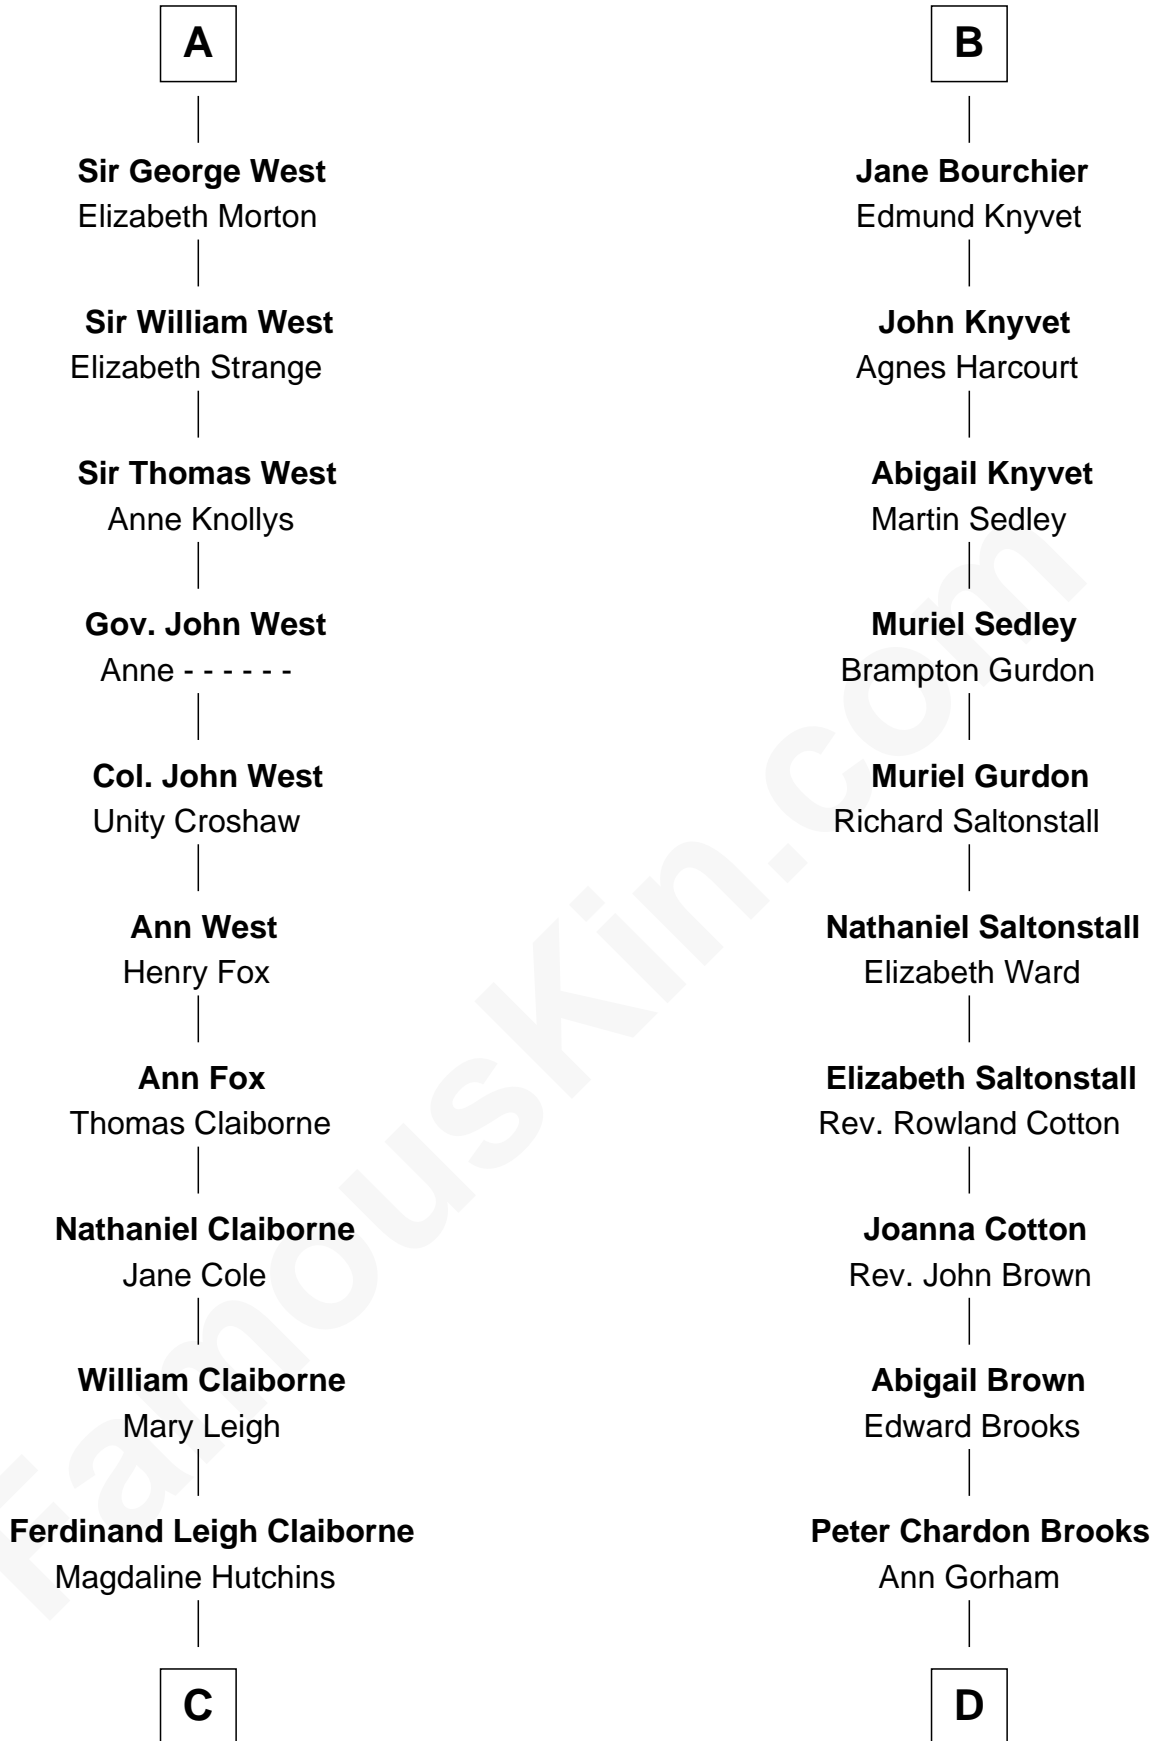 A
Sir George West
Elizabeth Morton
Sir William West
Elizabeth Strange
Sir Thomas West
Anne Knollys
Gov. John West
Anne - - - - - -
Col. John West
Unity Croshaw
Ann West
Henry Fox
Ann Fox
Thomas Claiborne
Nathaniel Claiborne
Jane Cole
William Claiborne
Mary Leigh
Ferdinand Leigh Claiborne
Magdaline Hutchins
C
B
Jane Bourchier
Edmund Knyvet
John Knyvet
Agnes Harcourt
Abigail Knyvet
Martin Sedley
Muriel Sedley
Brampton Gurdon
Muriel Gurdon
Richard Saltonstall
Nathaniel Saltonstall
Elizabeth Ward
Elizabeth Saltonstall
Rev. Rowland Cotton
Joanna Cotton
Rev. John Brown
Abigail Brown
Edward Brooks
Peter Chardon Brooks
Ann Gorham
D
FamousKin.com